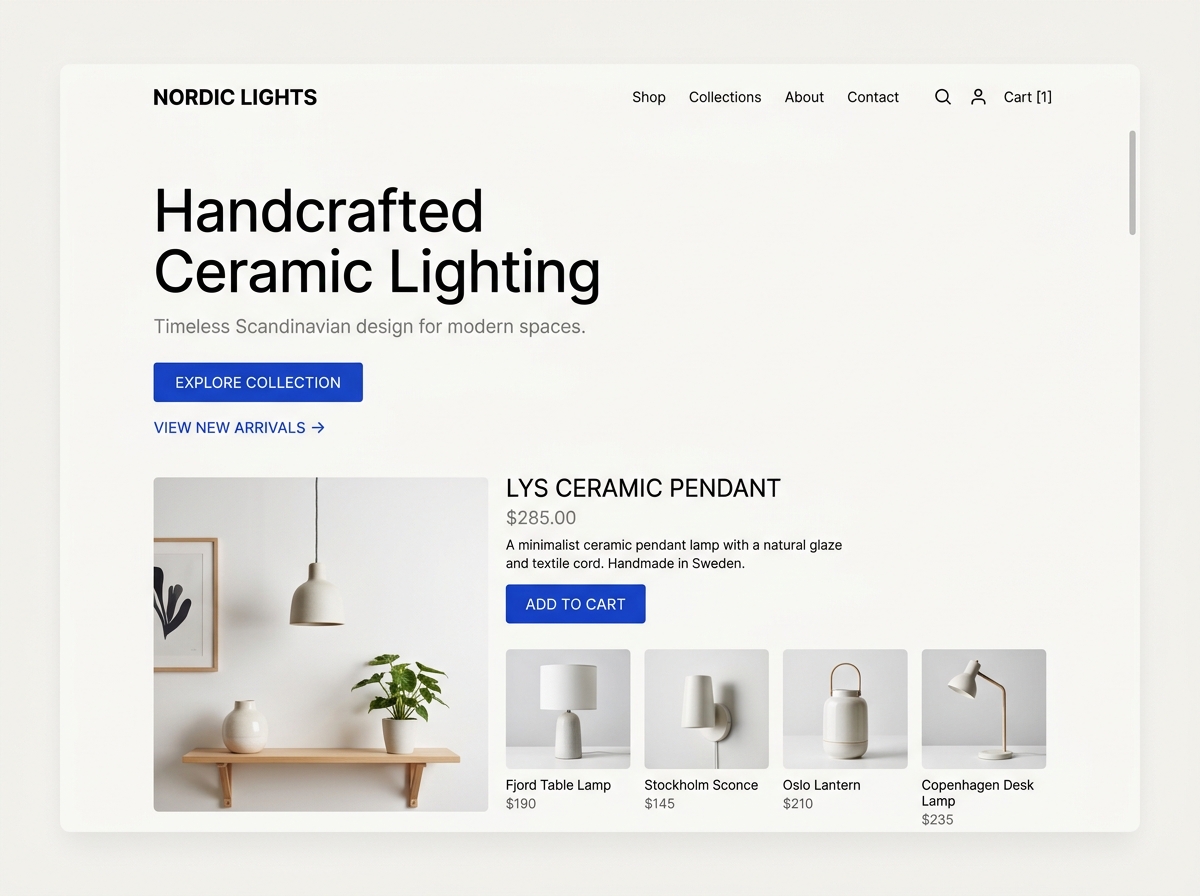 NORDIC LIGHTS
Shop Collections About Contact Cart [1]
Handcrafted
Ceramic Lighting
Timeless Scandinavian design for modern spaces.
EXPLORE COLLECTION
VIEW NEW ARRIVALS →
LYS CERAMIC PENDANT
$285.00
A minimalist ceramic pendant lamp with a natural glaze
and textile cord. Handmade in Sweden.
ADD TO CART
Fjord Table Lamp
$190
Stockholm Sconce
$145
Oslo Lantern
$210
Copenhagen Desk
Lamp
$235